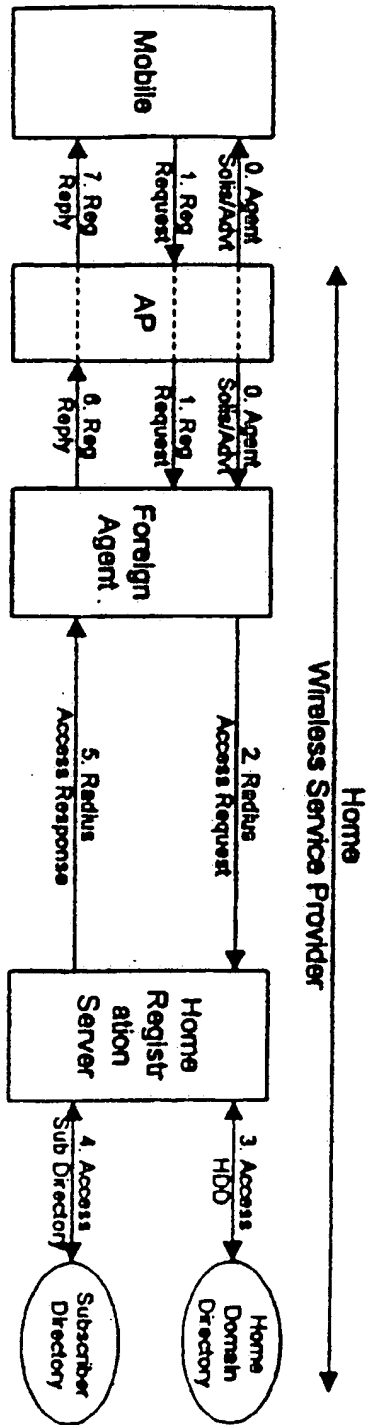 Home
Wireless Service Provider
Mobile
0. Agent
Solis/Advt
1. Reg
Request
7. Reg
Reply
AP
0. Agent
Solis/Advt
1. Reg
Request
6. Reg
Reply
Foreign
Agent .
2. Radius
Access Request
5. Radius
Access Response
Home
Registr
ation
Server
3. Access
HDD
4. Access
Sub Directory
Home
Domain
Directory
Subscriber
Directory